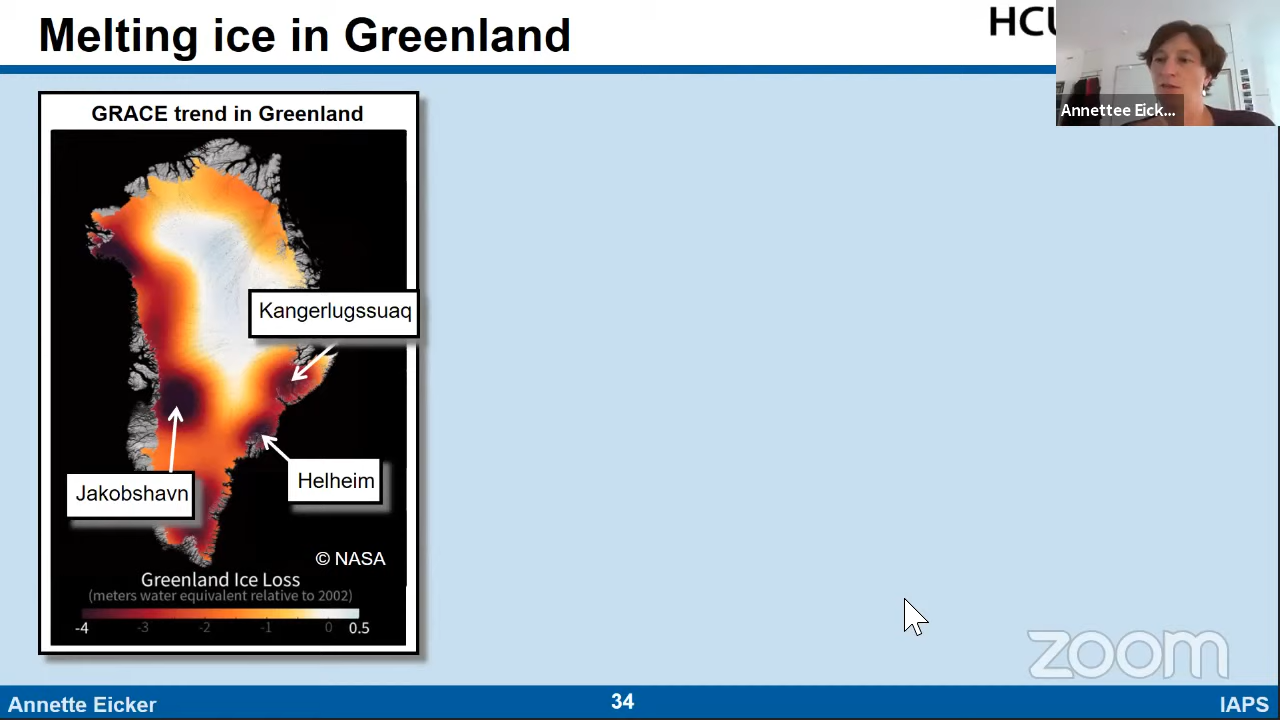 Melting ice in Greenland
HCU
Annettee Eick...
GRACE trend in Greenland
Kangerlugssuaq
Jakobshavn
Helheim
© NASA
Greenland Ice Loss
(meters water equivalent relative to 2002)
-4 -3 -2 -1 0 0.5
zoom
Annette Eicker
34
IAPS